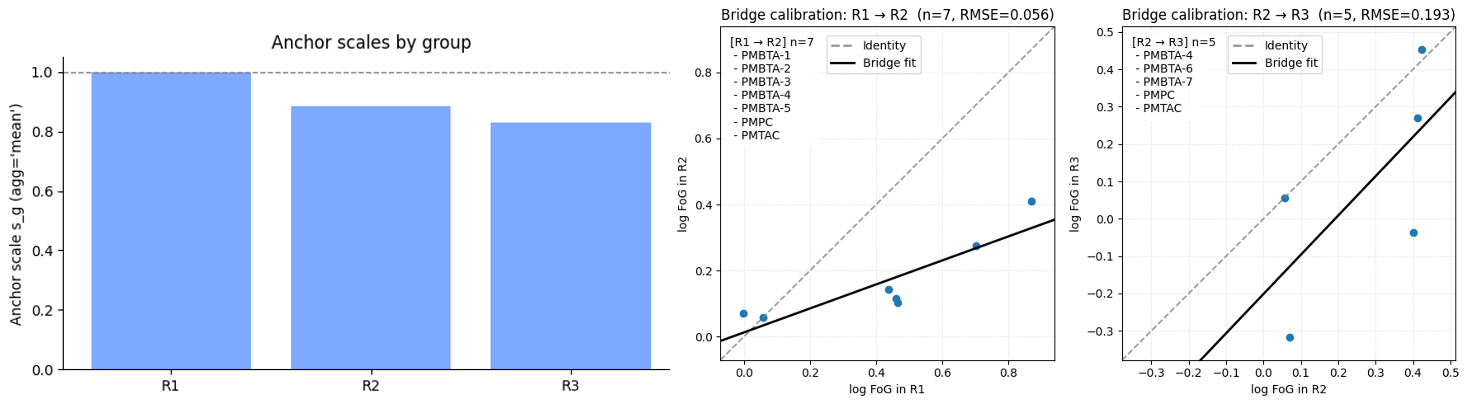 Anchor scales by group
Anchor scale s_g (agg='mean')
1.0
0.8
0.6
0.4
0.2
0.0
R1 R2 R3
Bridge calibration: R1 → R2 (n=7, RMSE=0.056)
[R1 → R2] n=7
- PMBTA-1
- PMBTA-2
- PMBTA-3
- PMBTA-4
- PMBTA-5
- PMPC
- PMTAC
Identity
Bridge fit
log FoG in R2
0.8
0.6
0.4
0.2
0.0
0.0 0.2 0.4 0.6 0.8
log FoG in R1
Bridge calibration: R2 → R3 (n=5, RMSE=0.193)
[R2 → R3] n=5
- PMBTA-4
- PMBTA-6
- PMBTA-7
- PMPC
- PMTAC
Identity
Bridge fit
log FoG in R3
0.5
0.4
0.3
0.2
0.1
0.0
−0.1
−0.2
−0.3
−0.3 −0.2 −0.1 0.0 0.1 0.2 0.3 0.4 0.5
log FoG in R2